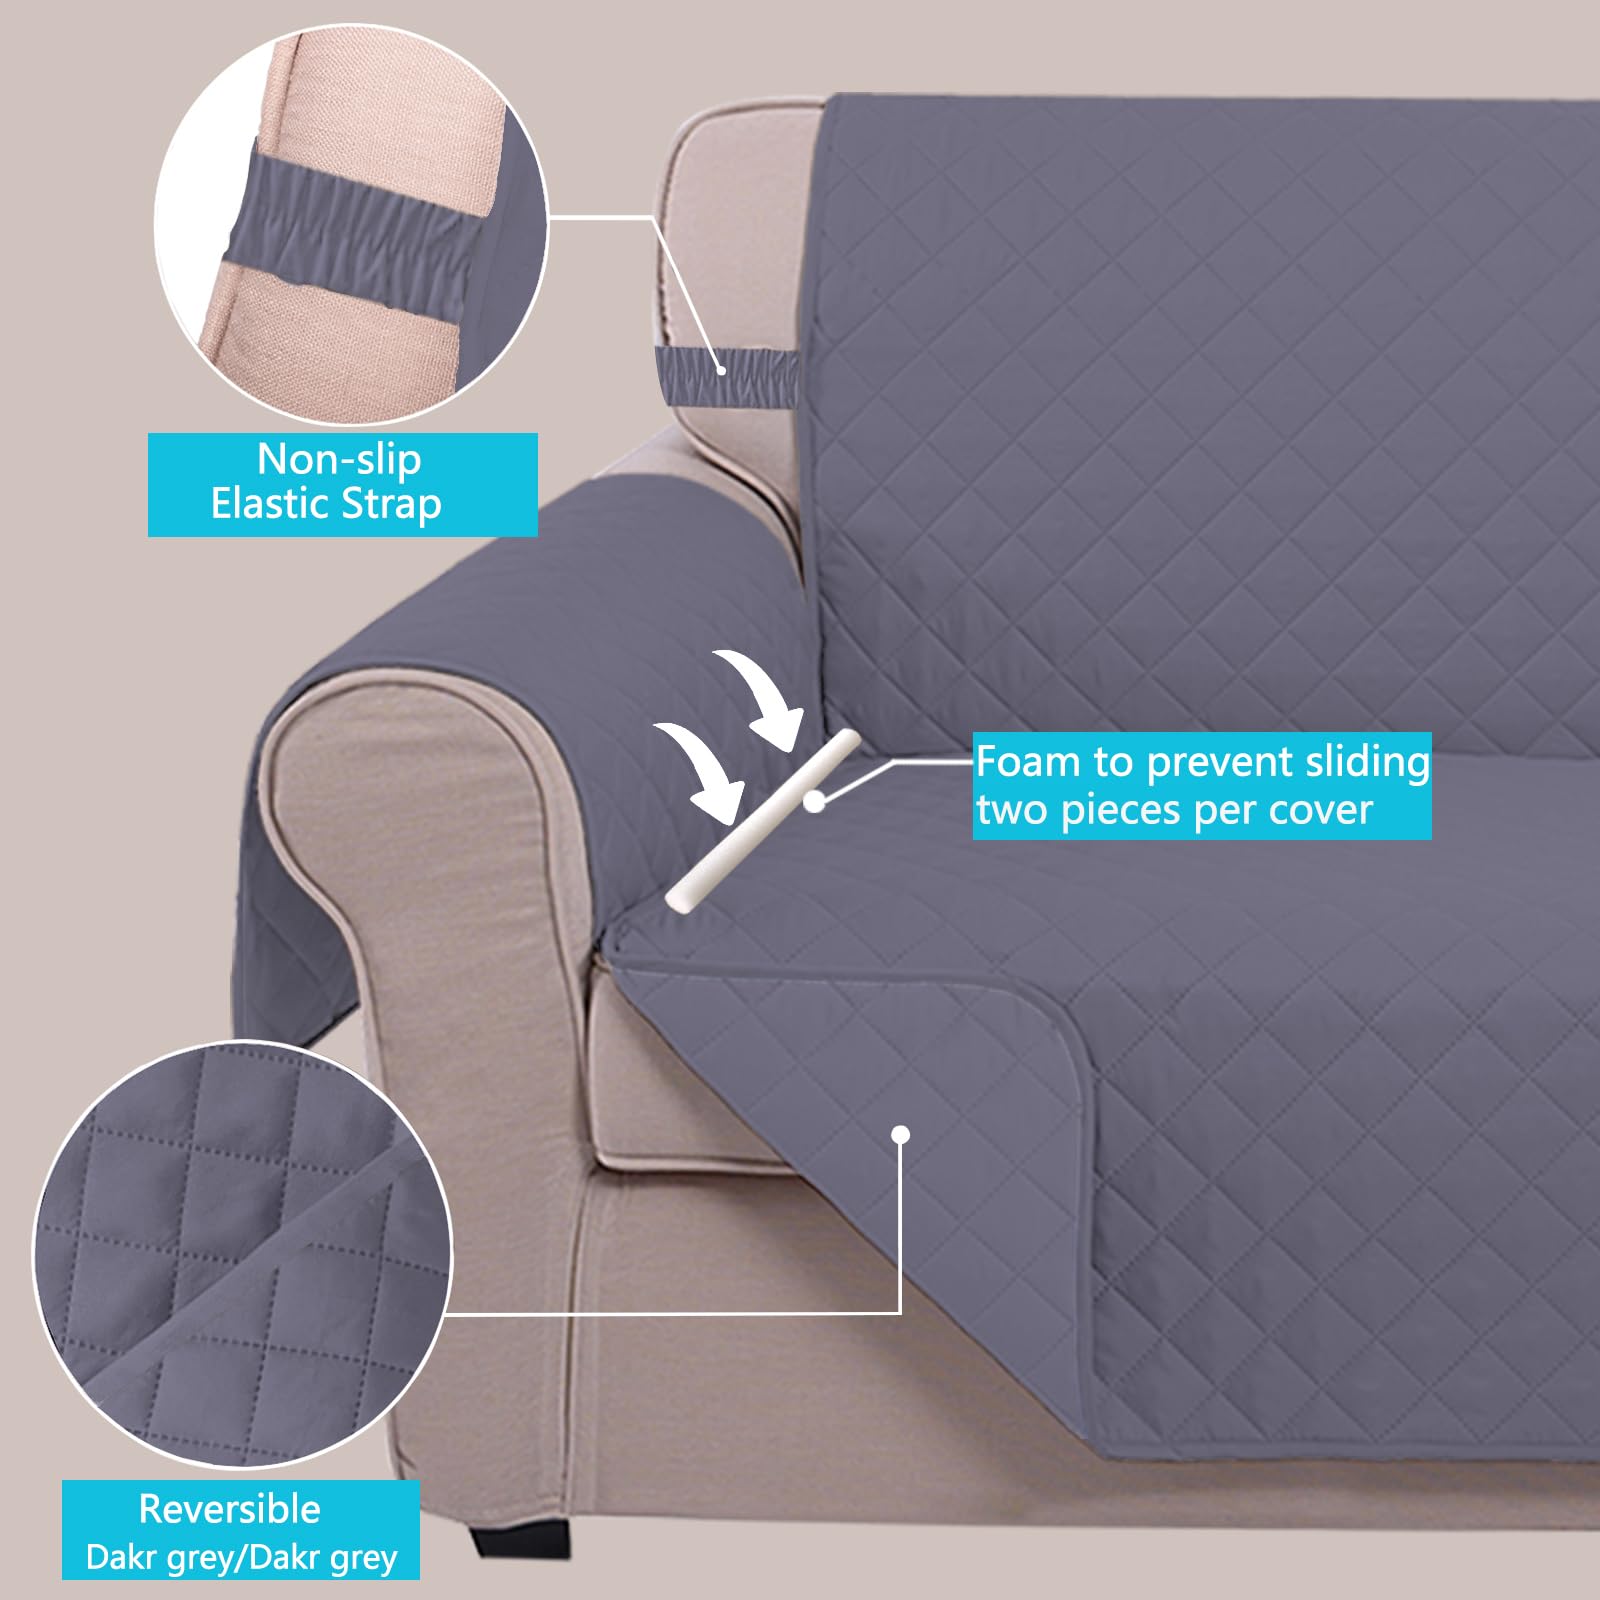 Non-slip
Elastic Strap
Foam to prevent sliding
two pieces per cover
Reversible
Dakr grey/Dakr grey